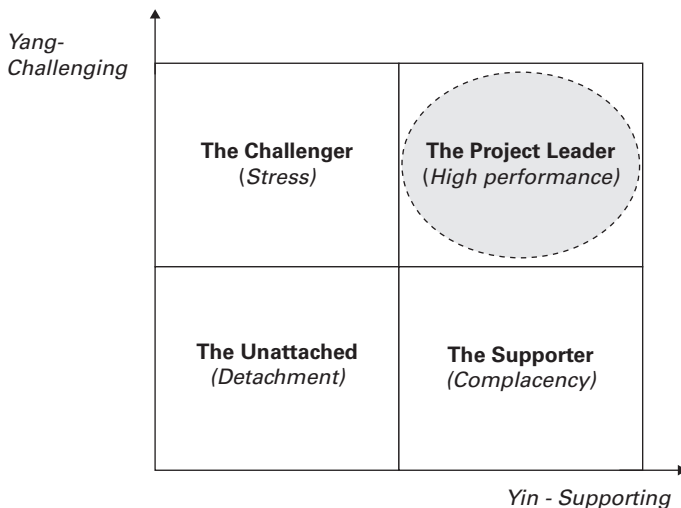 Yang-
Challenging
The Challenger
(Stress)
The Project Leader
(High performance)
The Unattached
(Detachment)
The Supporter
(Complacency)
Yin - Supporting